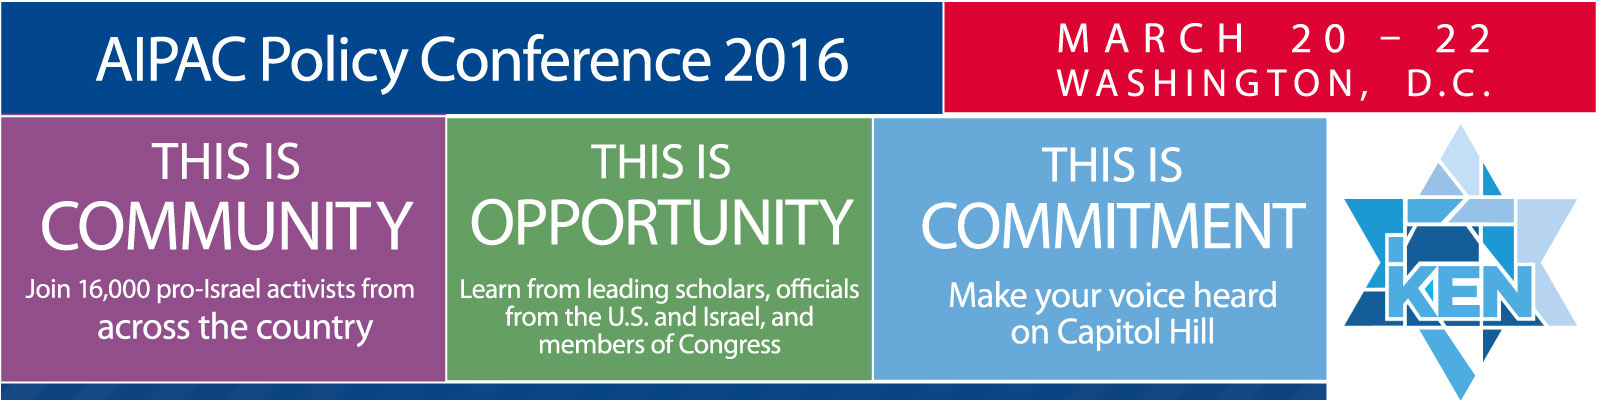 AIPAC Policy Conference 2016
MARCH 20 – 22
WASHINGTON, D.C.
THIS IS
COMMUNITY
Join 16,000 pro-Israel activists from
across the country
THIS IS
OPPORTUNITY
Learn from leading scholars, officials
from the U.S. and Israel, and
members of Congress
THIS IS
COMMITMENT
Make your voice heard
on Capitol Hill
KEN